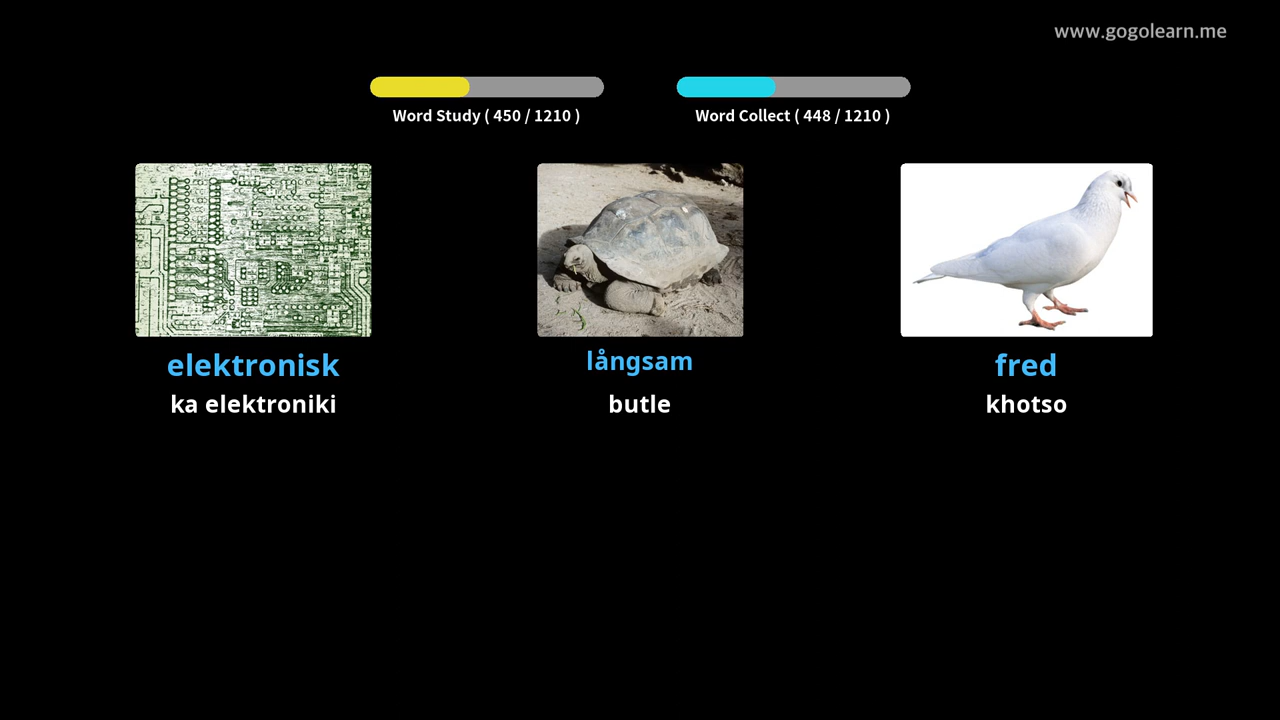 www.gogolearn.me
Word Study ( 450 / 1210 )
Word Collect ( 448 / 1210 )
elektronisk
ka elektroniki
långsam
butle
fred
khotso